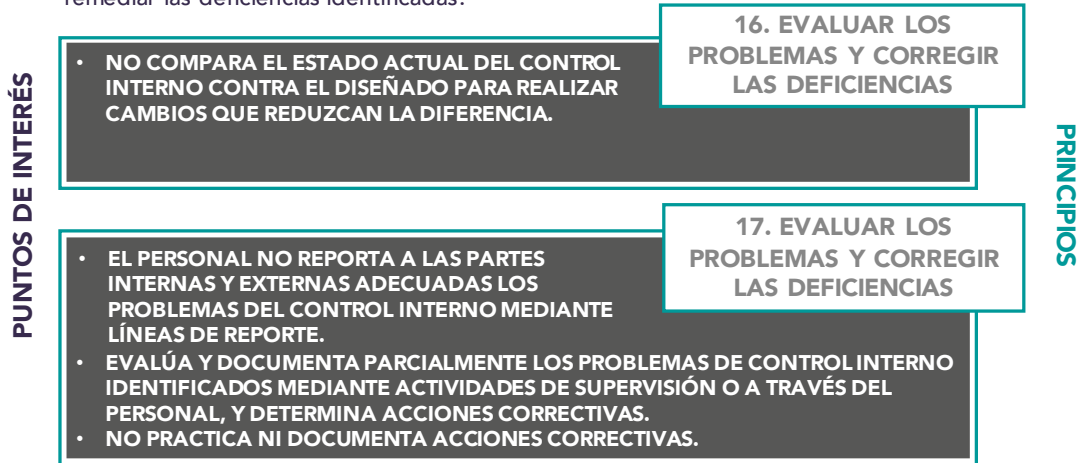 remediar las deficiencias identificadas.
PUNTOS DE INTERÉS
16. EVALUAR LOS
PROBLEMAS Y CORREGIR
LAS DEFICIENCIAS
• NO COMPARA EL ESTADO ACTUAL DEL CONTROL
INTERNO CONTRA EL DISEÑADO PARA REALIZAR
CAMBIOS QUE REDUZCAN LA DIFERENCIA.
17. EVALUAR LOS
PROBLEMAS Y CORREGIR
LAS DEFICIENCIAS
• EL PERSONAL NO REPORTA A LAS PARTES
INTERNAS Y EXTERNAS ADECUADAS LOS
PROBLEMAS DEL CONTROL INTERNO MEDIANTE
LÍNEAS DE REPORTE.
• EVALÚA Y DOCUMENTA PARCIALMENTE LOS PROBLEMAS DE CONTROL INTERNO
IDENTIFICADOS MEDIANTE ACTIVIDADES DE SUPERVISIÓN O A TRAVÉS DEL
PERSONAL, Y DETERMINA ACCIONES CORRECTIVAS.
• NO PRACTICA NI DOCUMENTA ACCIONES CORRECTIVAS.
PRINCIPIOS